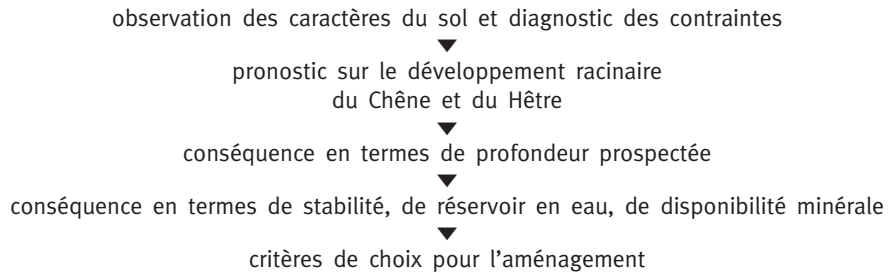 observation des caractères du sol et diagnostic des contraintes
pronostic sur le développement racinaire
du Chêne et du Hêtre
conséquence en termes de profondeur prospectée
conséquence en termes de stabilité, de réservoir en eau, de disponibilité minérale
critères de choix pour l'aménagement